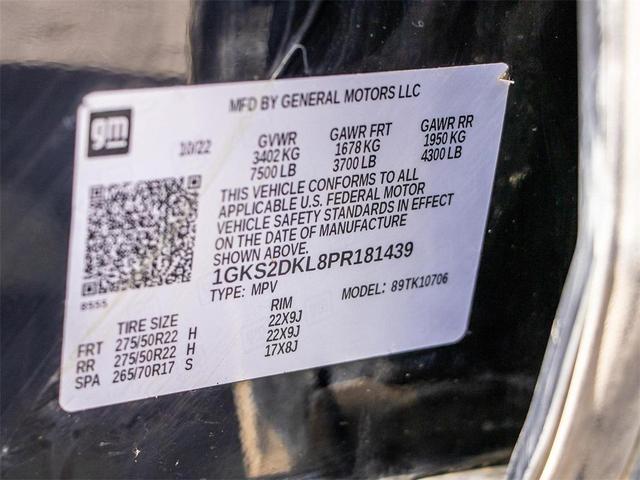 MFD BY GENERAL MOTORS LLC
gm
10/22
GVWR GAWR FRT GAWR RR
3402 KG 1678 KG 1950 KG
7500 LB 3700 LB 4300 LB
THIS VEHICLE CONFORMS TO ALL
APPLICABLE U.S. FEDERAL MOTOR
VEHICLE SAFETY STANDARDS IN EFFECT
ON THE DATE OF MANUFACTURE
SHOWN ABOVE.
1GKS2DKL8PR181439
8555
TYPE: MPV MODEL: 89TK10706
TIRE SIZE RIM
FRT 275/50R22 H 22X9J
RR 275/50R22 H 22X9J
SPA 265/70R17 S 17X8J